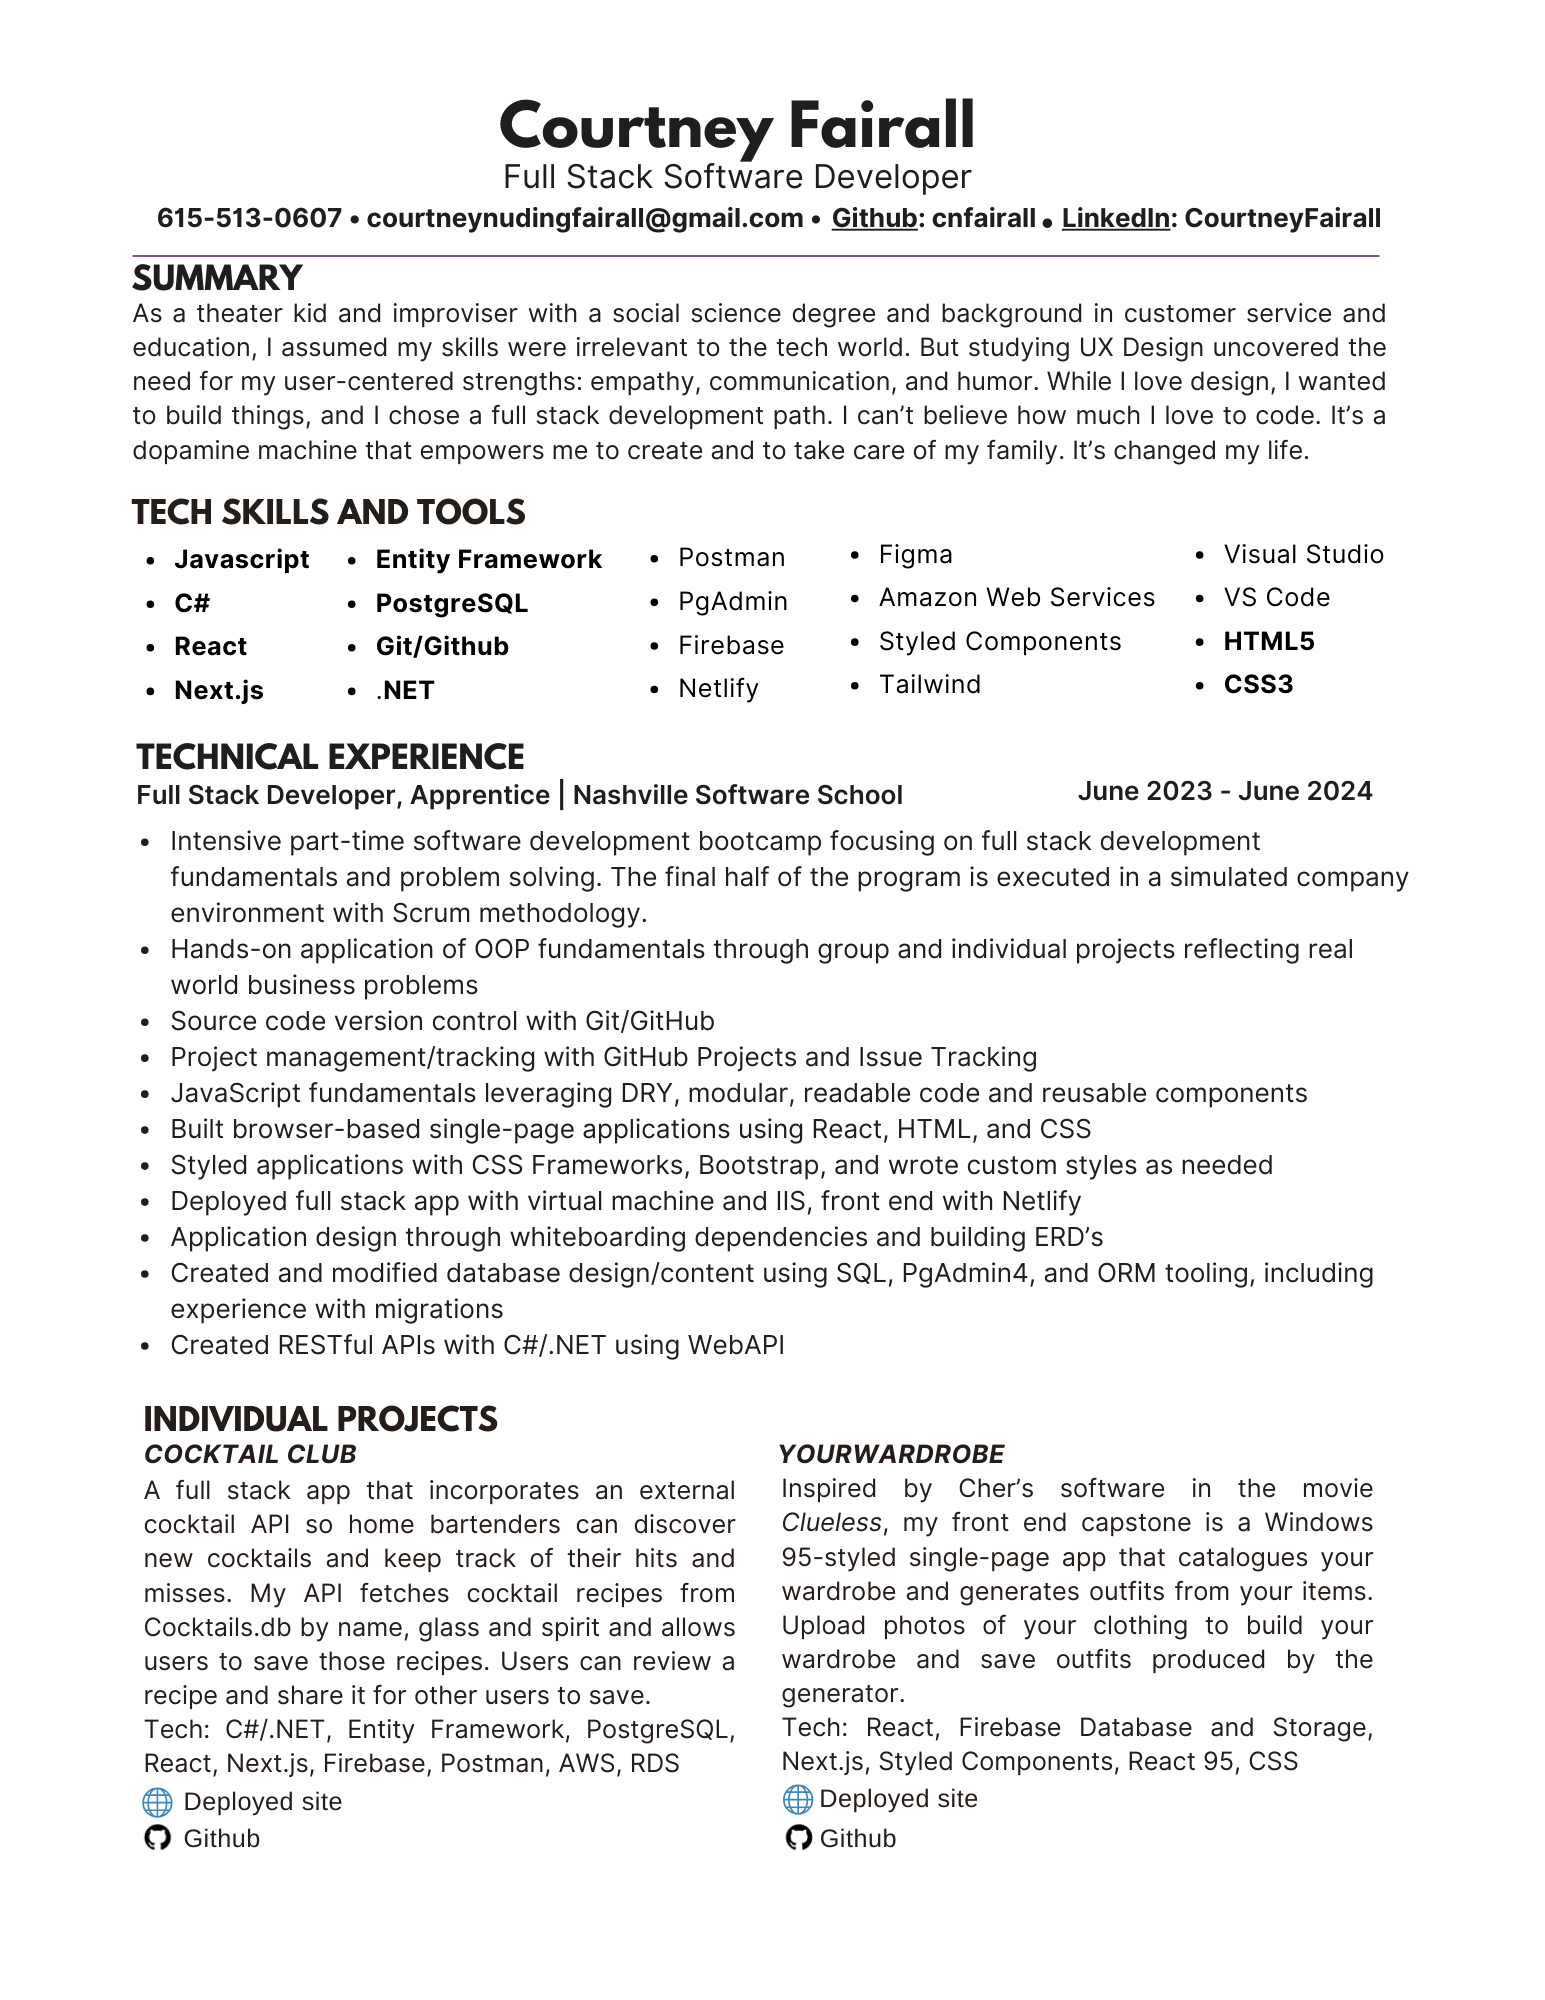 Courtney Fairall
Full Stack Software Developer
615-513-0607 • courtneynudingfairall@gmail.com • Github: cnfairall • LinkedIn: CourtneyFairall
SUMMARY
As a theater kid and improviser with a social science degree and background in customer service and
education, I assumed my skills were irrelevant to the tech world. But studying UX Design uncovered the
need for my user-centered strengths: empathy, communication, and humor. While I love design, I wanted
to build things, and I chose a full stack development path. I can’t believe how much I love to code. It’s a
dopamine machine that empowers me to create and to take care of my family. It’s changed my life.
TECH SKILLS AND TOOLS
• Javascript
• C#
• React
• Next.js
• Entity Framework
• PostgreSQL
• Git/Github
• .NET
• Postman
• PgAdmin
• Firebase
• Netlify
• Figma
• Amazon Web Services
• Styled Components
• Tailwind
• Visual Studio
• VS Code
• HTML5
• CSS3
TECHNICAL EXPERIENCE
Full Stack Developer, Apprentice | Nashville Software School June 2023 - June 2024
• Intensive part-time software development bootcamp focusing on full stack development
fundamentals and problem solving. The final half of the program is executed in a simulated company
environment with Scrum methodology.
• Hands-on application of OOP fundamentals through group and individual projects reflecting real
world business problems
• Source code version control with Git/GitHub
• Project management/tracking with GitHub Projects and Issue Tracking
• JavaScript fundamentals leveraging DRY, modular, readable code and reusable components
• Built browser-based single-page applications using React, HTML, and CSS
• Styled applications with CSS Frameworks, Bootstrap, and wrote custom styles as needed
• Deployed full stack app with virtual machine and IIS, front end with Netlify
• Application design through whiteboarding dependencies and building ERD’s
• Created and modified database design/content using SQL, PgAdmin4, and ORM tooling, including
experience with migrations
• Created RESTful APIs with C#/.NET using WebAPI
INDIVIDUAL PROJECTS
COCKTAIL CLUB
A full stack app that incorporates an external
cocktail API so home bartenders can discover
new cocktails and keep track of their hits and
misses. My API fetches cocktail recipes from
Cocktails.db by name, glass and spirit and allows
users to save those recipes. Users can review a
recipe and share it for other users to save.
Tech: C#/.NET, Entity Framework, PostgreSQL,
React, Next.js, Firebase, Postman, AWS, RDS
Deployed site
Github
YOURWARDROBE
Inspired by Cher’s software in the movie
Clueless, my front end capstone is a Windows
95-styled single-page app that catalogues your
wardrobe and generates outfits from your items.
Upload photos of your clothing to build your
wardrobe and save outfits produced by the
generator.
Tech: React, Firebase Database and Storage,
Next.js, Styled Components, React 95, CSS
Deployed site
Github